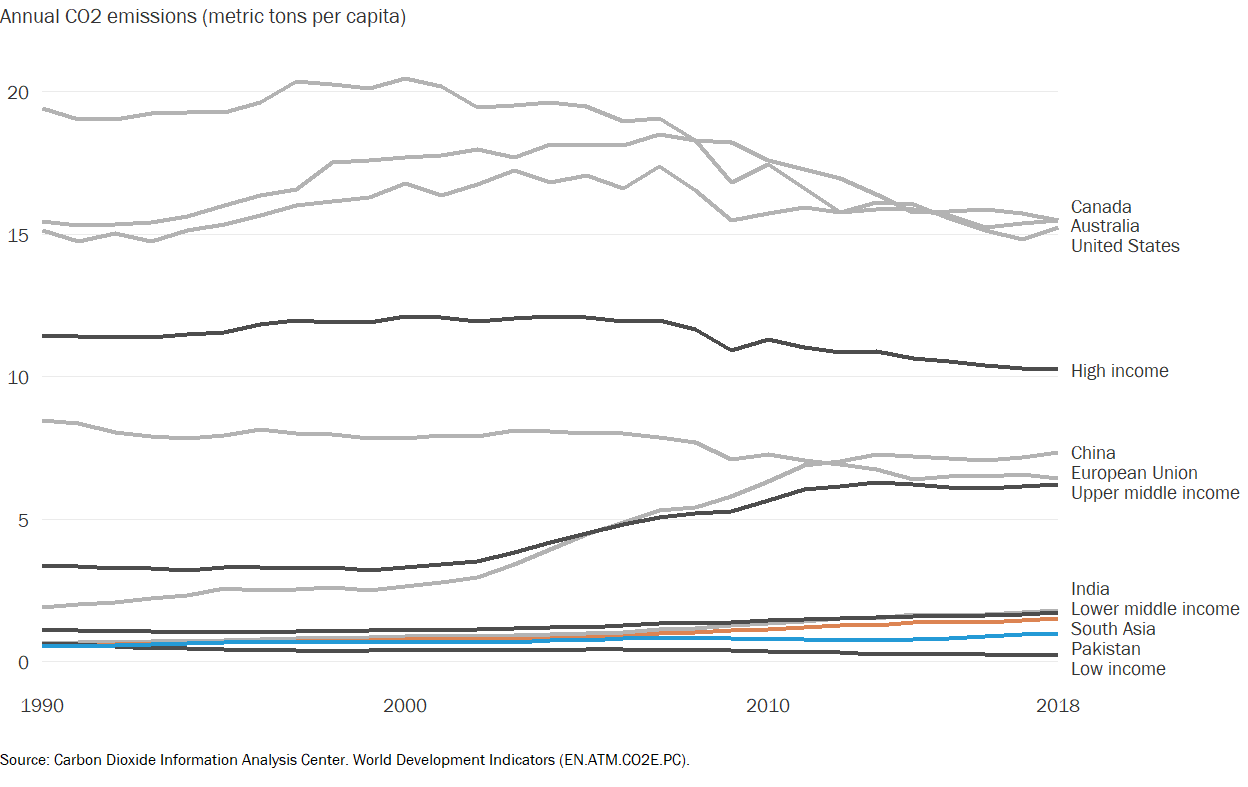 Annual CO2 emissions (metric tons per capita)
20
15
10
5
0
Canada
Australia
United States
High income
China
European Union
Upper middle income
India
Lower middle income
South Asia
Pakistan
Low income
1990
2000
2010
2018
Source: Carbon Dioxide Information Analysis Center. World Development Indicators (EN.ATM.CO2E.PC).